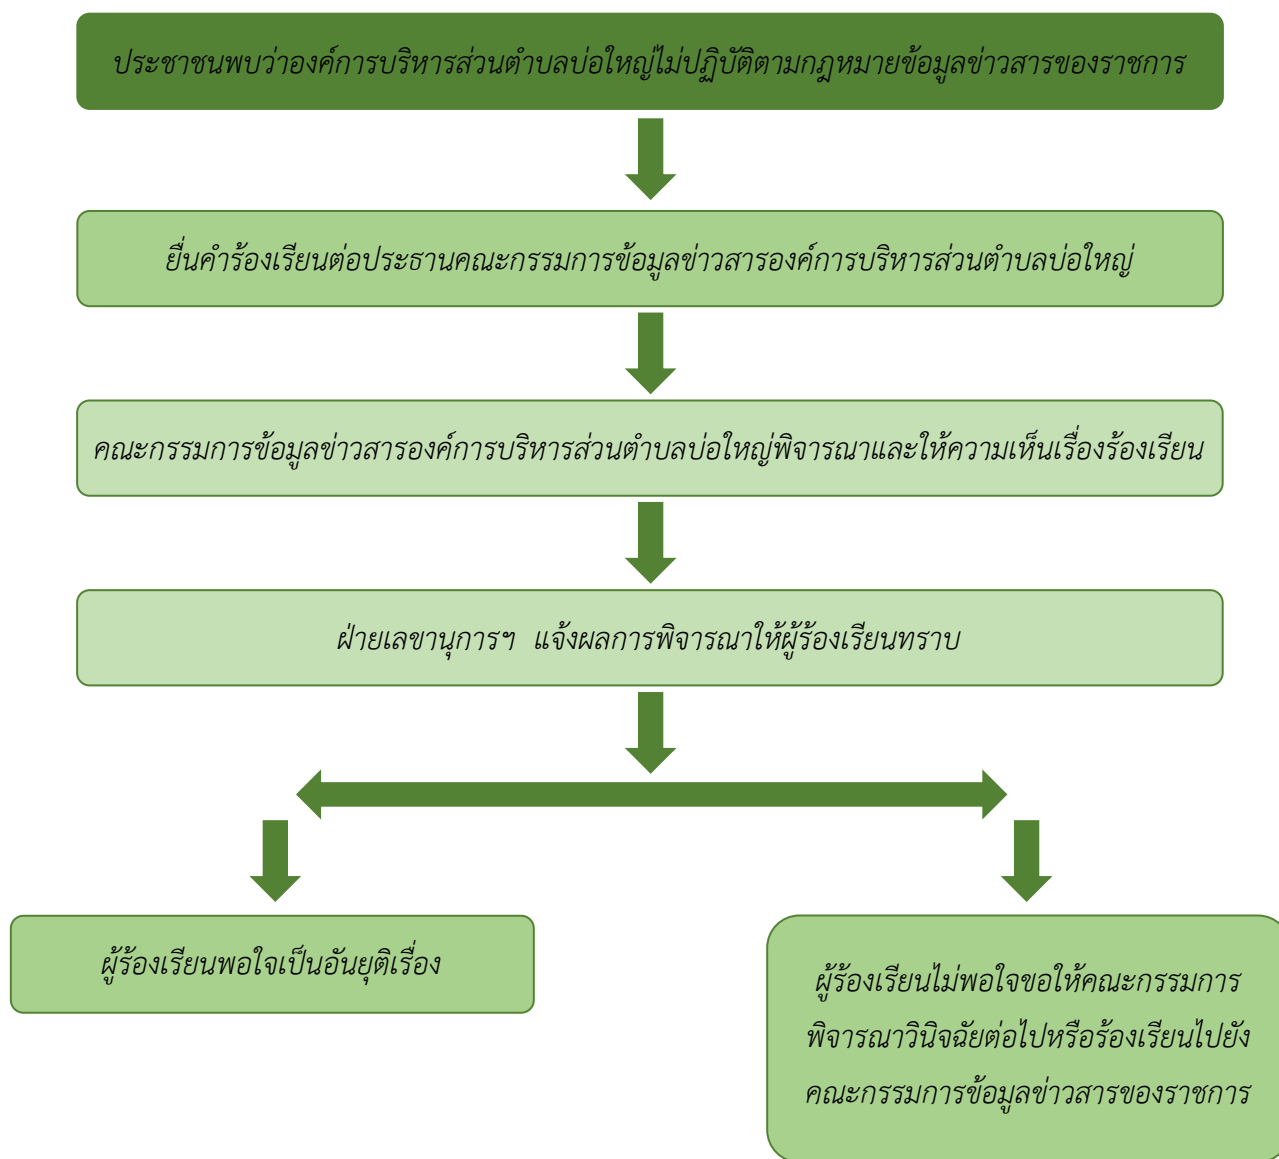 ประชาชนพบว่าองค์การบริหารส่วนตำบลบ่อใหญ่ไม่ปฏิบัติตามกฎหมายข้อมูลข่าวสารของราชการ
ยื่นคำร้องเรียนต่อประธานคณะกรรมการข้อมูลข่าวสารองค์การบริหารส่วนตำบลบ่อใหญ่
คณะกรรมการข้อมูลข่าวสารองค์การบริหารส่วนตำบลบ่อใหญ่พิจารณาและให้ความเห็นเรื่องร้องเรียน
ฝ่ายเลขานุการฯ แจ้งผลการพิจารณาให้ผู้ร้องเรียนทราบ
ผู้ร้องเรียนพอใจเป็นอันยุติเรื่อง
ผู้ร้องเรียนไม่พอใจขอให้คณะกรรมการ
พิจารณาวินิจฉัยต่อไปหรือร้องเรียนไปยัง
คณะกรรมการข้อมูลข่าวสารของราชการ